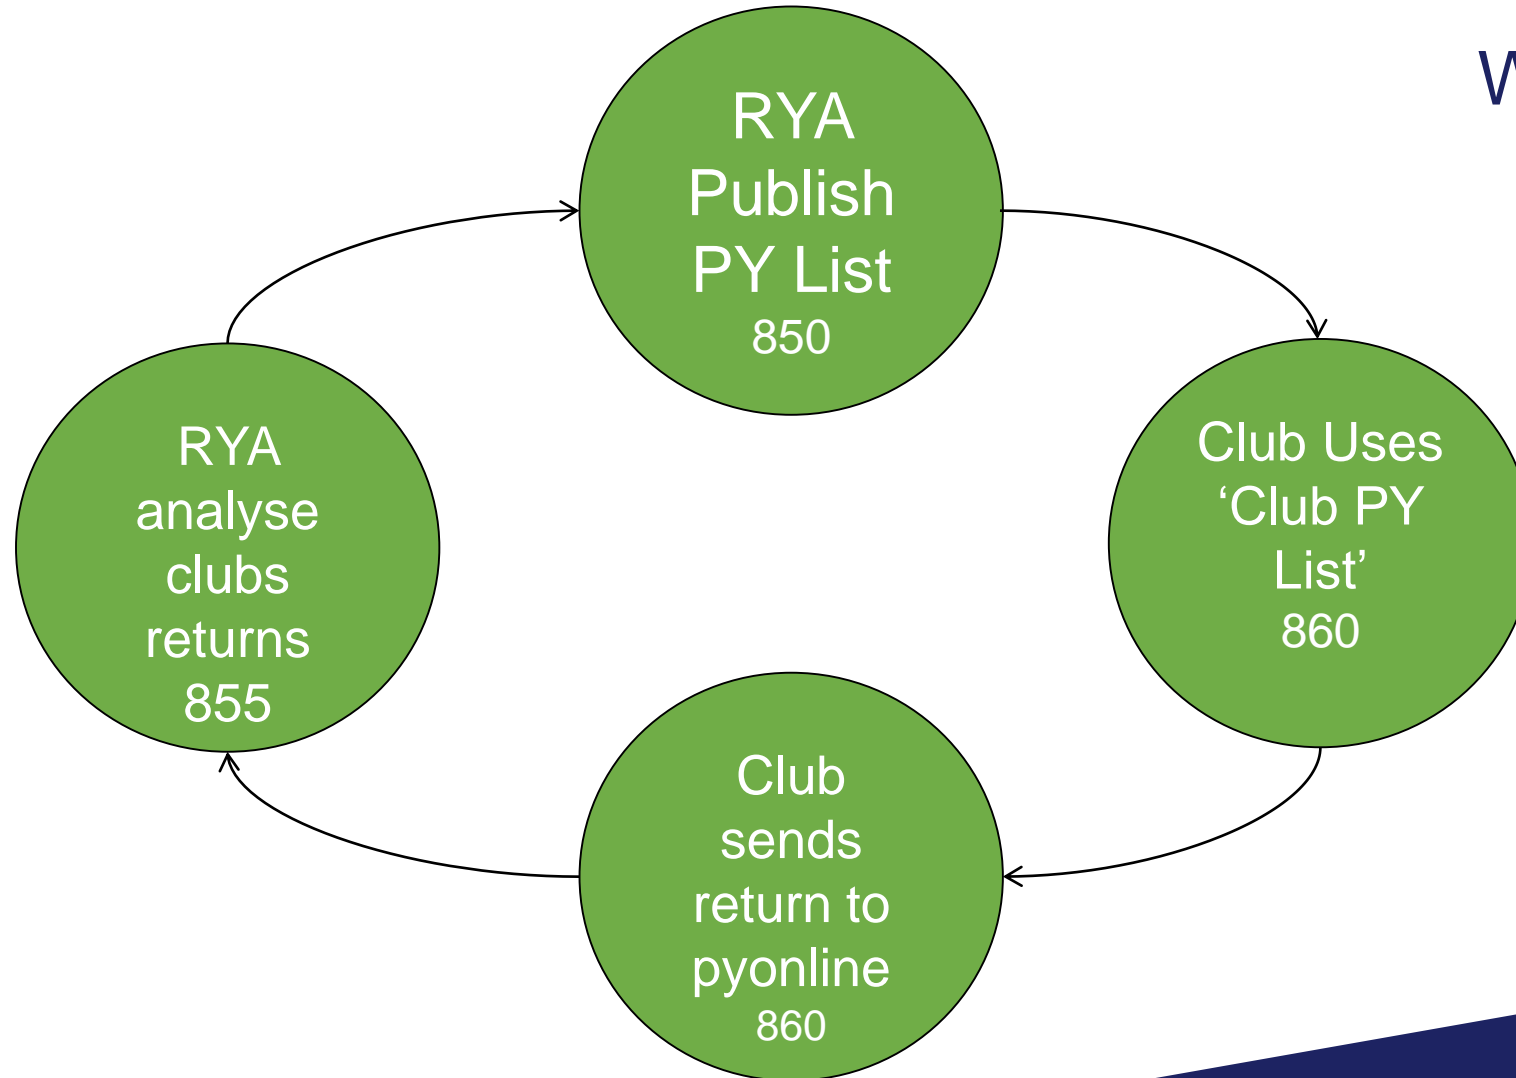 W
RYA
Publish
PY List
850
Club Uses
‘Club PY
List’
860
Club
sends
return to
pyonline
860
RYA
analyse
clubs
returns
855